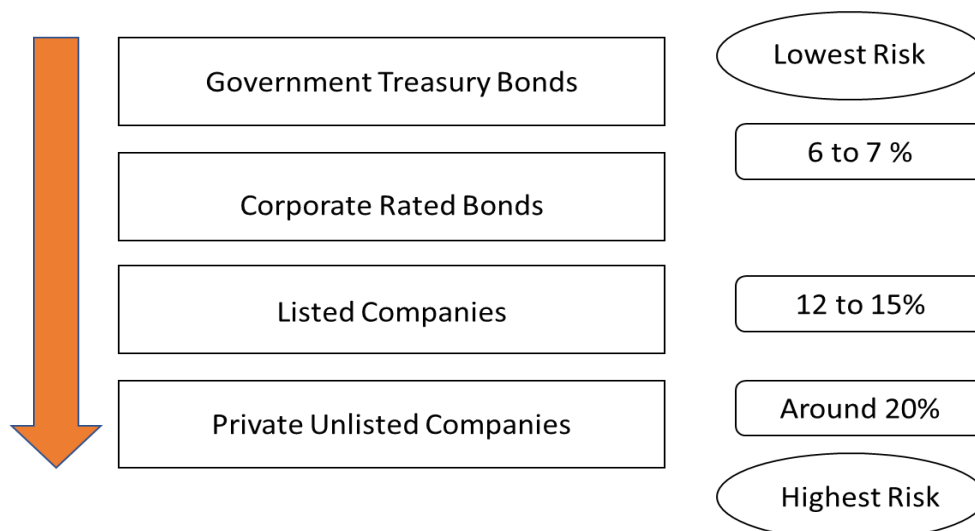 Government Treasury Bonds
Lowest Risk
6 to 7 %
Corporate Rated Bonds
Listed Companies
12 to 15%
Private Unlisted Companies
Around 20%
Highest Risk